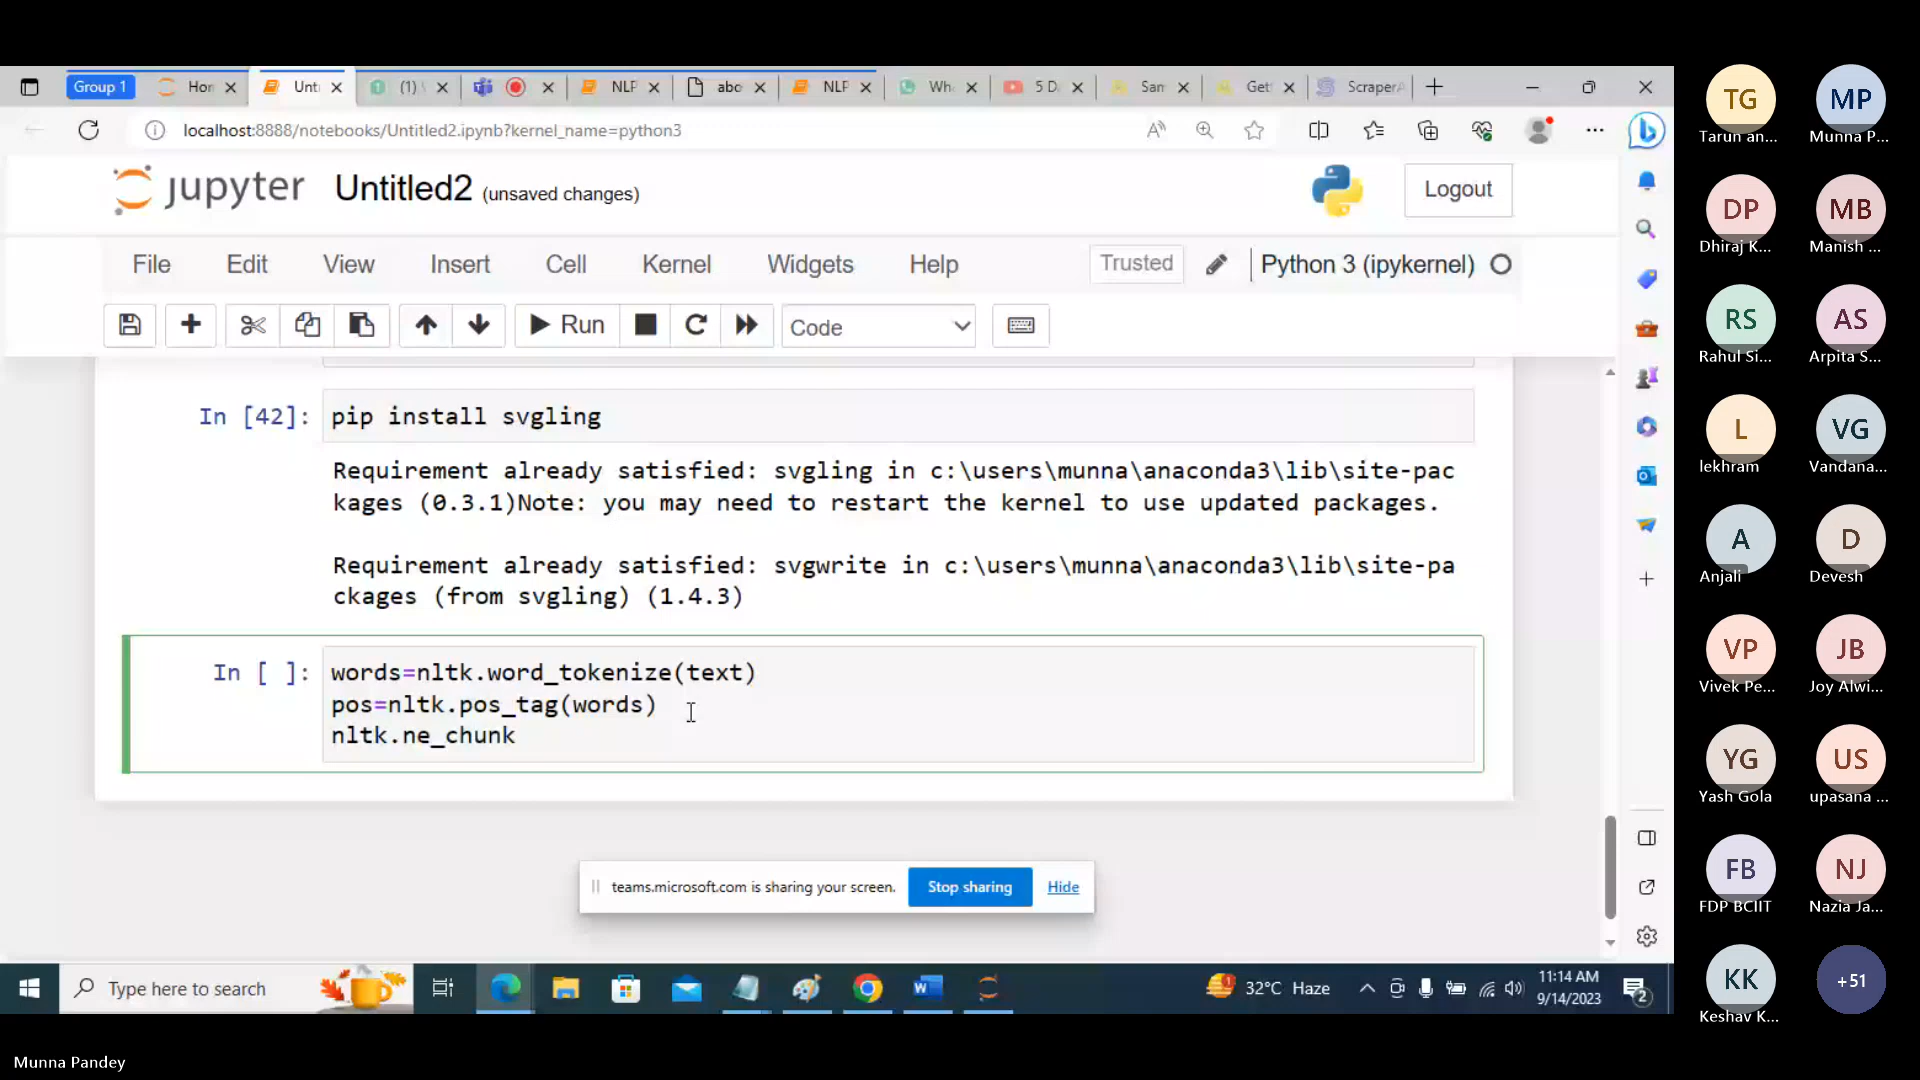 Group 1
Hor
Unt
(1)
NLP
abo
NLP
Wh
5 D
San
Get
Scraper
localhost:8888/notebooks/Untitled2.ipynb?kernel_name=python3
jupyter Untitled2 (unsaved changes)
Logout
File Edit View Insert Cell Kernel Widgets Help
Trusted
Python 3 (ipykernel)
Run
Code
In [42]: pip install svgling
Requirement already satisfied: svgling in c:\users\munna\anaconda3\lib\site-pac
kages (0.3.1)Note: you may need to restart the kernel to use updated packages.
Requirement already satisfied: svgwrite in c:\users\munna\anaconda3\lib\site-pa
ckages (from svgling) (1.4.3)
In [ ]: words=nltk.word_tokenize(text)
pos=nltk.pos_tag(words)
nltk.ne_chunk
teams.microsoft.com is sharing your screen. Stop sharing Hide
Type here to search
32°C Haze
11:14 AM
9/14/2023
2
TG MP
Tarun an... Munna P...
DP MB
Dhiraj K... Manish ...
RS AS
Rahul Si... Arpita S...
L VG
lekhram Vandana...
A D
Anjali Devesh
VP JB
Vivek Pe... Joy Alwi...
YG US
Yash Gola upasana ...
FB NJ
FDP BCIIT Nazia Ja...
KK +51
Keshav K...
Munna Pandey